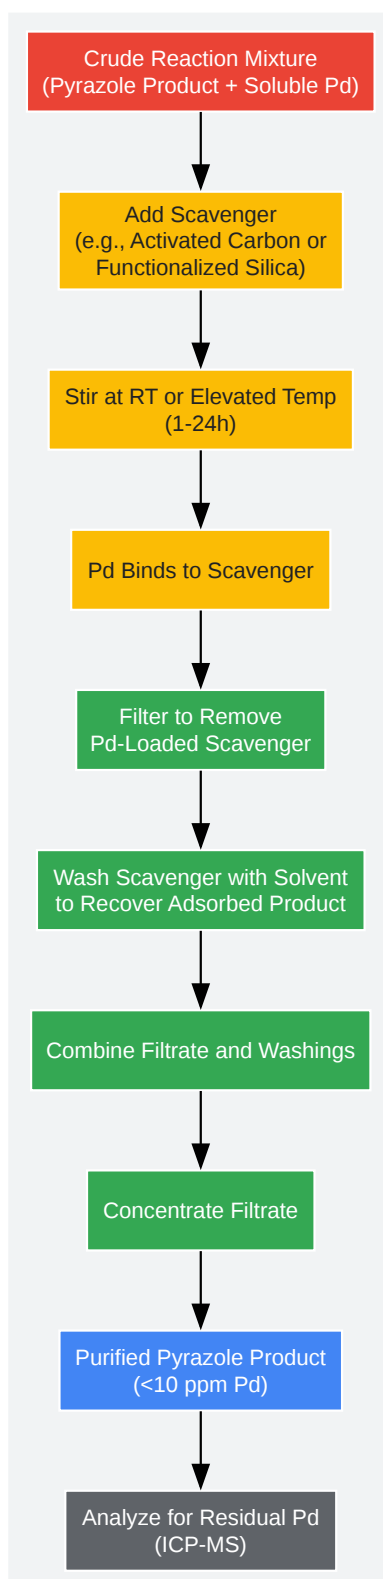 Crude Reaction Mixture
(Pyrazole Product + Soluble Pd)
Add Scavenger
(e.g., Activated Carbon or
Functionalized Silica)
Stir at RT or Elevated Temp
(1-24h)
Pd Binds to Scavenger
Filter to Remove
Pd-Loaded Scavenger
Wash Scavenger with Solvent
to Recover Adsorbed Product
Combine Filtrate and Washings
Concentrate Filtrate
Purified Pyrazole Product
(<10 ppm Pd)
Analyze for Residual Pd
(ICP-MS)